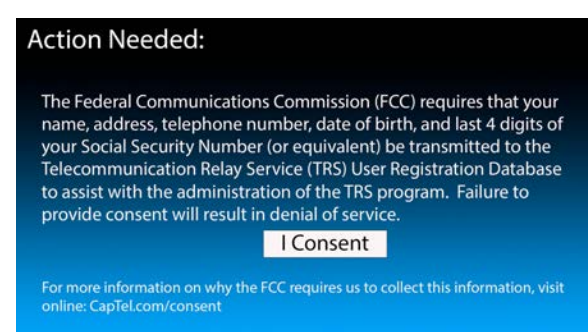 Action Needed:
The Federal Communications Commission (FCC) requires that your
name, address, telephone number, date of birth, and last 4 digits of
your Social Security Number (or equivalent) be transmitted to the
Telecommunication Relay Service (TRS) User Registration Database
to assist with the administration of the TRS program.  Failure to
provide consent will result in denial of service.
I Consent
For more information on why the FCC requires us to collect this information, visit
online: CapTel.com/consent